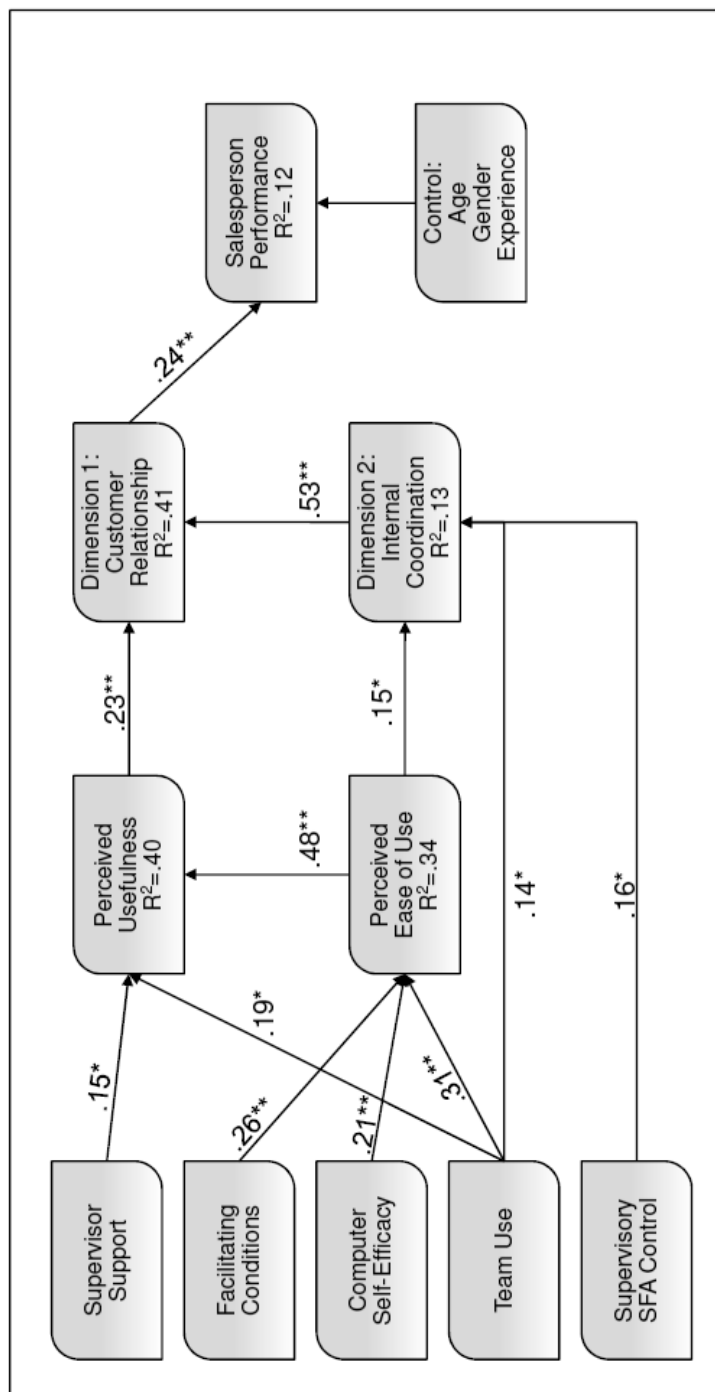 Supervisor
Support
Facilitating
Conditions
Computer
Self-Efficacy
Team Use
Supervisory
SFA Control
.15*
.26**
.21**
.19*
.31**
.14*
.16*
Perceived
Usefulness
R²=.40
.48**
Perceived
Ease of Use
R²=.34
.23**
.15*
Dimension 1:
Customer
Relationship
R²=.41
.53**
Dimension 2:
Internal
Coordination
R²=.13
.24**
Salesperson
Performance
R²=.12
Control:
Age
Gender
Experience